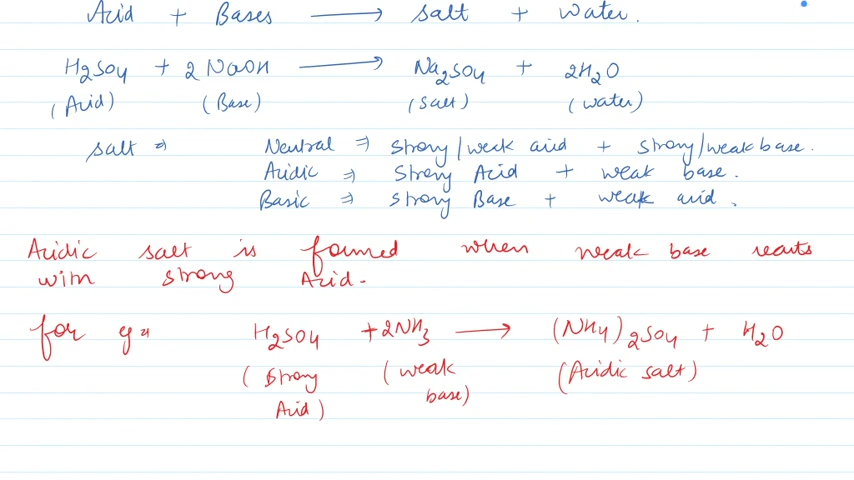 Acid + Bases ⟶ salt + water.
H2SO4 + 2 NaOH ⟶ Na2SO4 + 2H2O
(Acid) (Base) (salt) (water)
salt ⇒ Neutral ⇒ strong/weak acid + strong/weak base.
Acidic ⇒ strong Acid + weak base.
Basic ⇒ strong Base + weak acid.
Acidic salt is formed when weak base reacts
with strong Acid.
for eg ⇒ H2SO4 + 2NH3 ⟶ (NH4)2SO4 + H2O
(strong (weak (Acidic salt)
Acid) base)